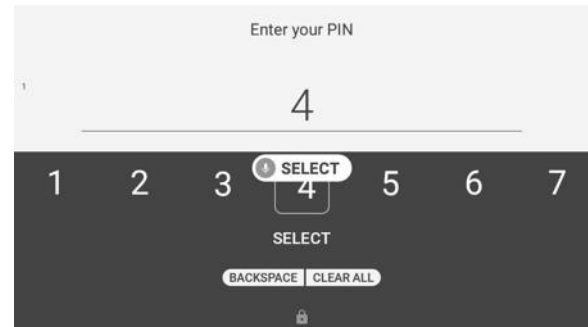 Enter your PIN
1
4
SELECT
1 2 3 4 5 6 7
SELECT
BACKSPACE CLEAR ALL